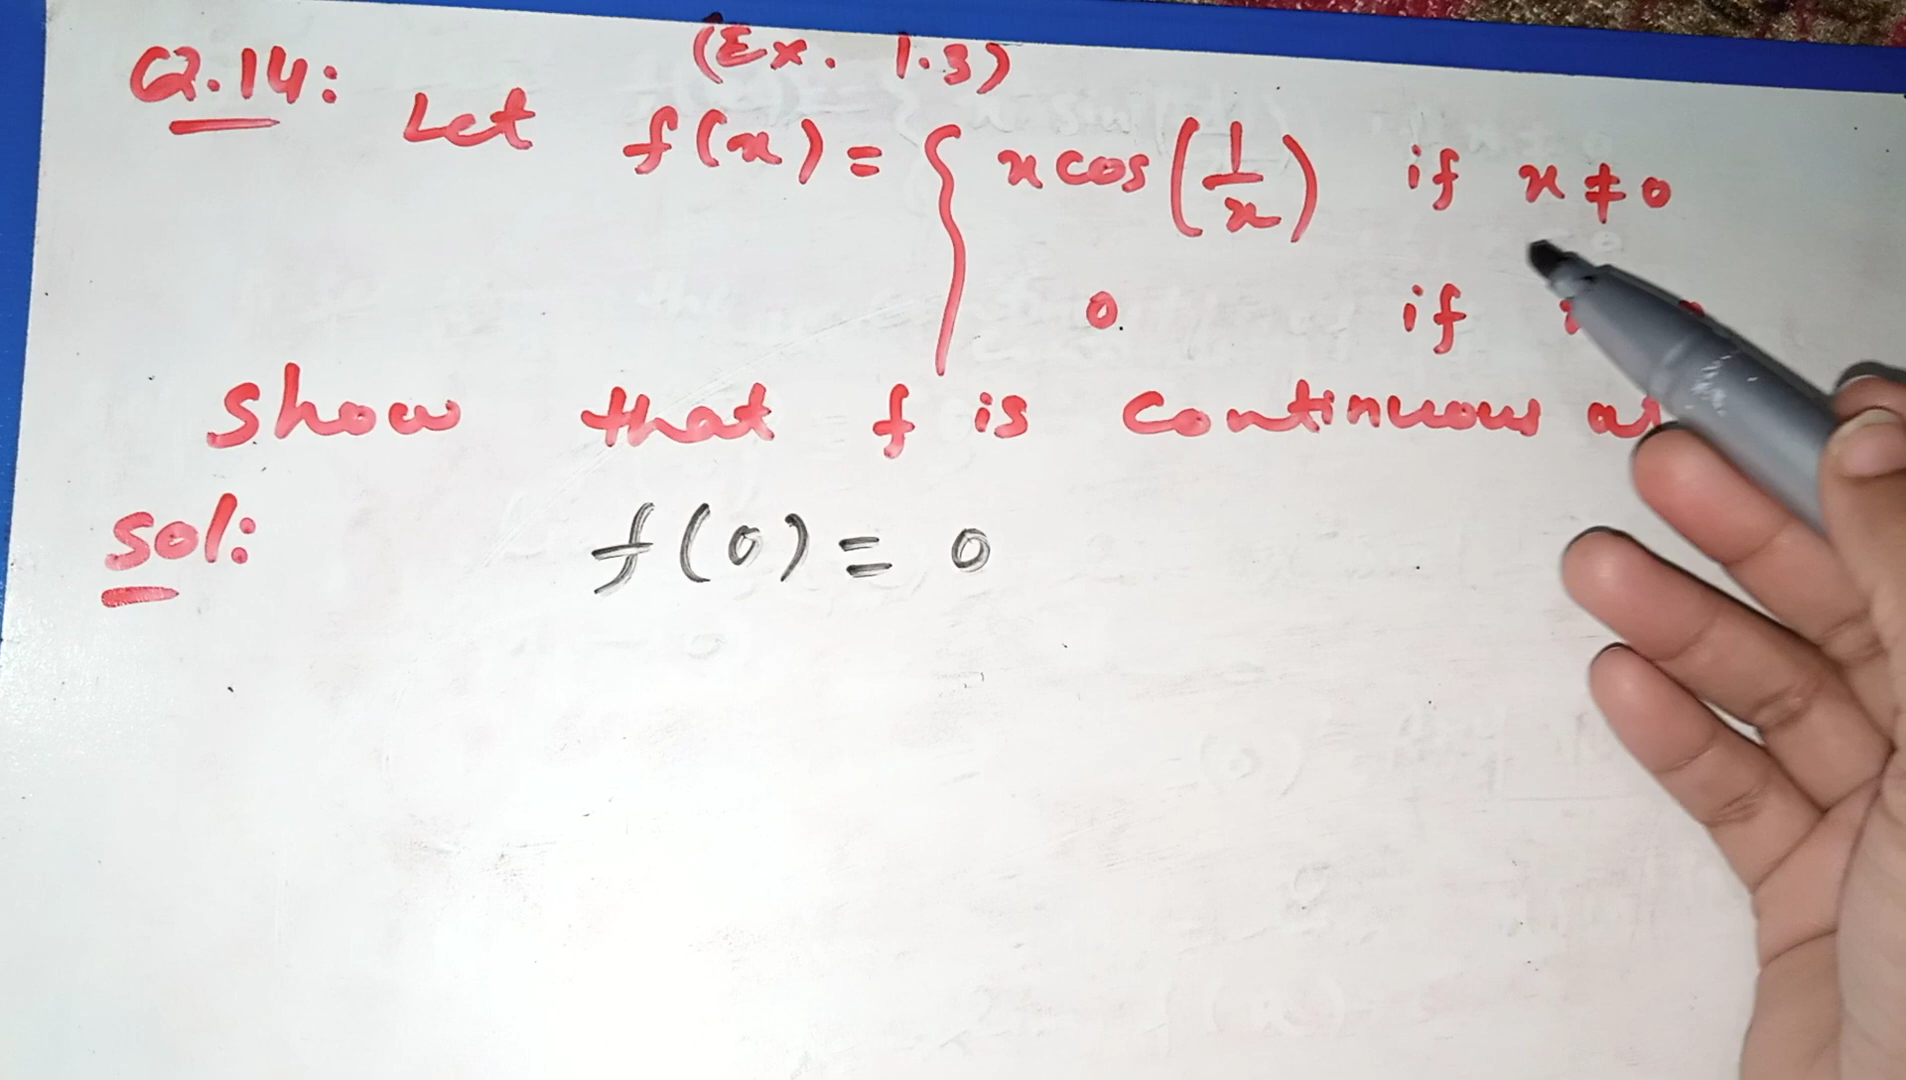 (Ex. 1.3)
Q.14: Let f(x) = { x cos(1/x) if x ≠ 0
0 if
Show that f is continuous
Sol: f(0) = 0